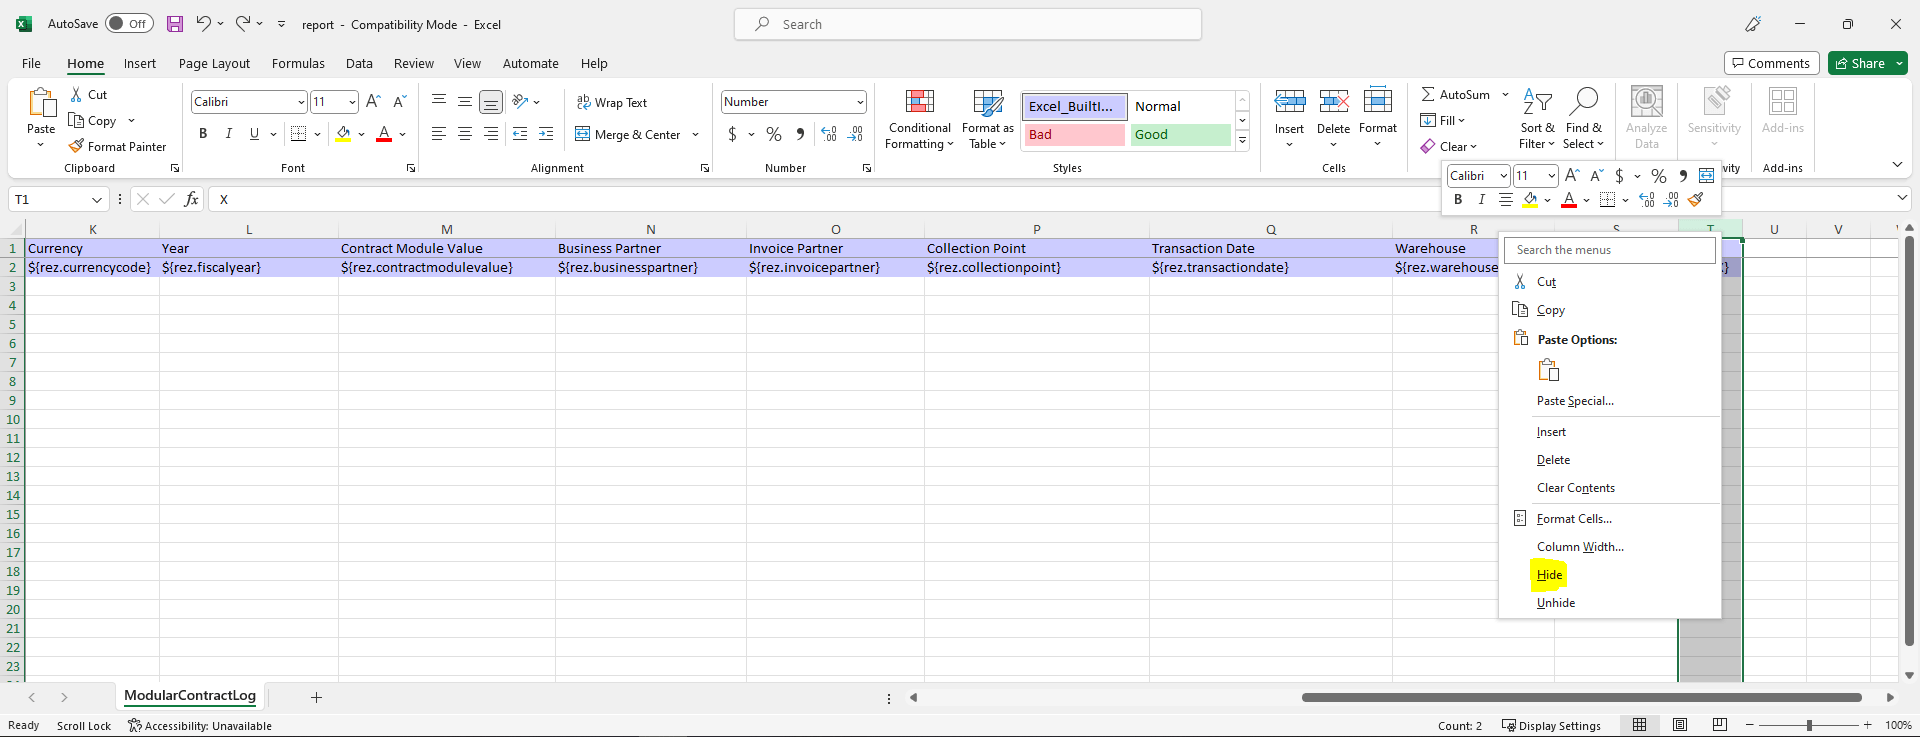 AutoSave Off report - Compatibility Mode - Excel Search
File Home Insert Page Layout Formulas Data Review View Automate Help Comments Share
Paste Cut Copy Format Painter Clipboard
Calibri 11 B I U Font
Wrap Text Merge & Center Alignment
Number $ % Number
Conditional Formatting Format as Table Excel_BuiltI... Normal Bad Good Styles
Insert Delete Format Cells
AutoSum Fill Clear Sort & Filter Find & Select
Analyze Data Sensitivity Add-ins
ivity Add-ins
Calibri 11 $ %
B I
T1 fx X
K L M N O P Q R S T U V
1 Currency Year Contract Module Value Business Partner Invoice Partner Collection Point Transaction Date Warehouse
2 ${rez.currencycode} ${rez.fiscalyear} ${rez.contractmodulevalue} ${rez.businesspartner} ${rez.invoicepartner} ${rez.collectionpoint} ${rez.transactiondate} ${rez.warehouse }
3
4
5
6
7
8
9
10
11
12
13
14
15
16
17
18
19
20
21
22
23
Search the menus
Cut
Copy
Paste Options:
Paste Special...
Insert
Delete
Clear Contents
Format Cells...
Column Width...
Hide
Unhide
ModularContractLog
Ready Scroll Lock Accessibility: Unavailable Count: 2 Display Settings 100%